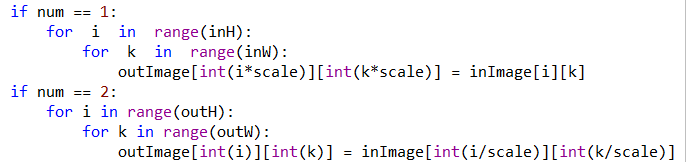 if num == 1:
    for  i  in  range(inH):
        for  k  in  range(inW):
            outImage[int(i*scale)][int(k*scale)] = inImage[i][k]
if num == 2:
    for i in range(outH):
        for k in range(outW):
            outImage[int(i)][int(k)] = inImage[int(i/scale)][int(k/scale)]